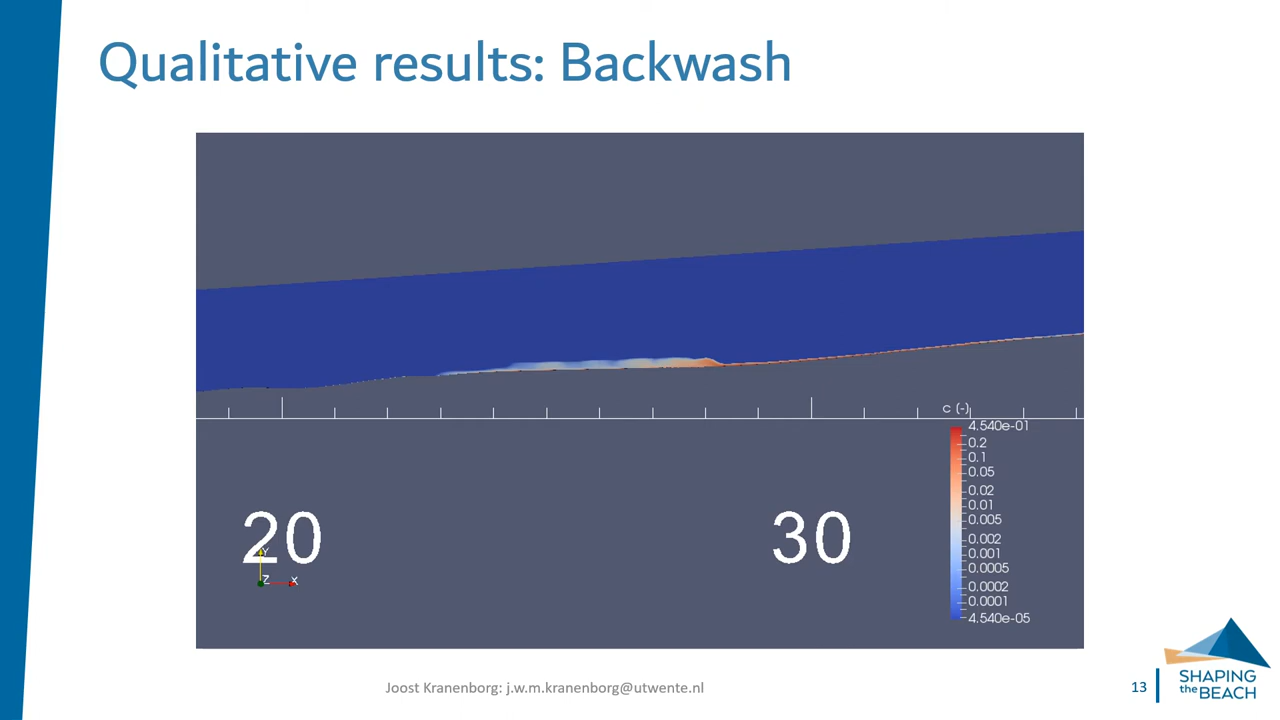 Qualitative results: Backwash
c (-)
4.540e-01
0.2
0.1
0.05
0.02
0.01
0.005
0.002
0.001
0.0005
0.0002
0.0001
4.540e-05
20
30
Y
Z X
Joost Kranenborg: j.w.m.kranenborg@utwente.nl
13
SHAPING
the BEACH